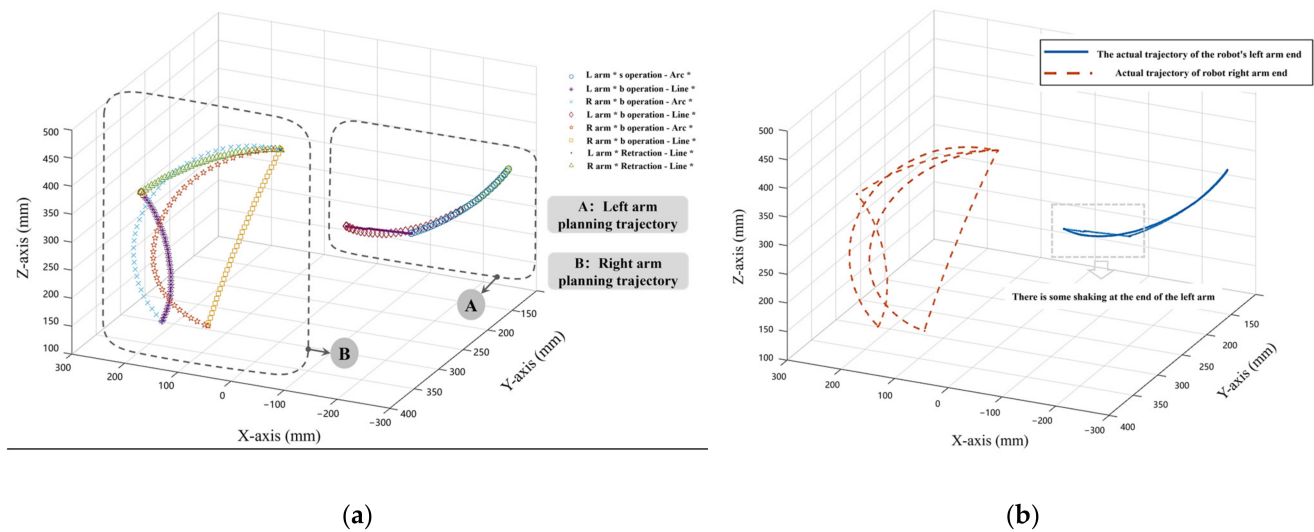 L arm * s operation - Arc *
L arm * b operation - Line *
R arm * b operation - Arc *
L arm * b operation - Line *
R arm * b operation - Arc *
R arm * b operation - Line *
L arm * Retraction - Line *
R arm * Retraction - Line *
A： Left arm
planning trajectory
B： Right arm
planning trajectory
A
B
500
450
400
350
300
250
200
150
100
Z-axis (mm)
300
200
100
0
−100
−200
−300
X-axis (mm)
150
200
250
300
350
400
Y-axis (mm)
(a)
The actual trajectory of the robot's left arm end
Actual trajectory of robot right arm end
There is some shaking at the end of the left arm
500
450
400
350
300
250
200
150
100
Z-axis (mm)
300
200
100
0
−100
−200
−300
X-axis (mm)
150
200
250
300
350
400
Y-axis (mm)
(b)